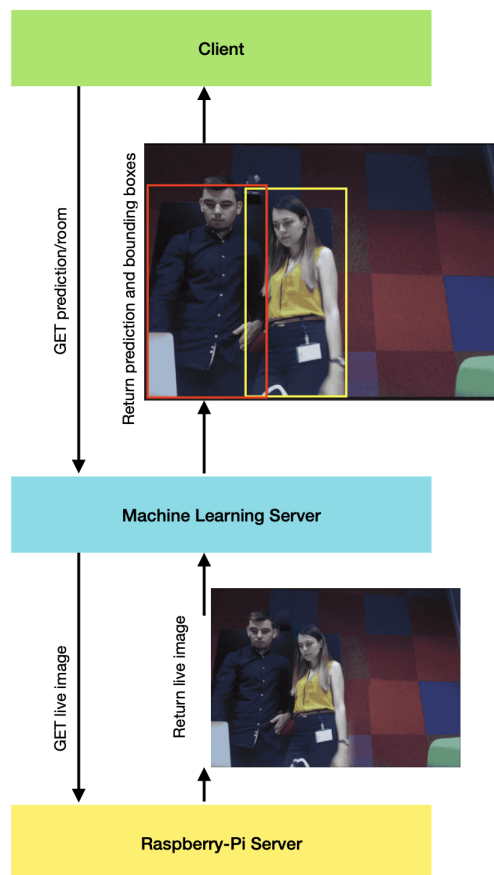 Client
GET prediction/room
Return prediction and bounding boxes
Machine Learning Server
GET live image
Return live image
Raspberry-Pi Server